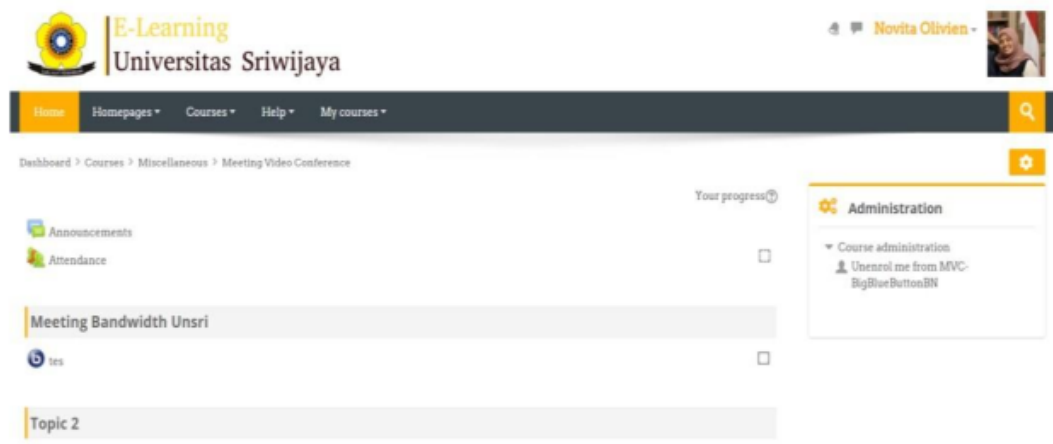 E-Learning
Universitas Sriwijaya
Novita Olivien
Home Homepages Courses Help My courses
Dashboard > Courses > Miscellaneous > Meeting Video Conference
Your progress
Announcements
Attendance
Meeting Bandwidth Unsri
tes
Topic 2
Administration
Course administration
Unenrol me from MVC-
BigBlueButtonBN